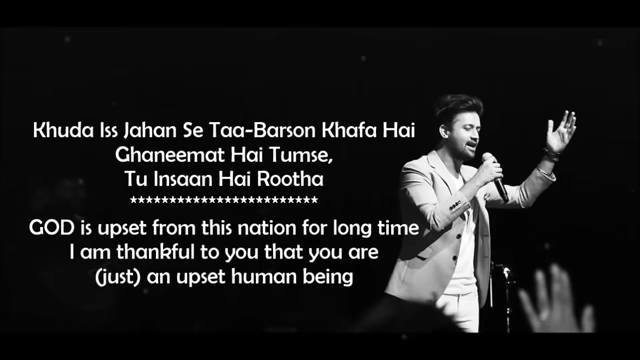 Khuda Iss Jahan Se Taa-Barson Khafa Hai
Ghaneemat Hai Tumse,
Tu Insaan Hai Rootha
************************
GOD is upset from this nation for long time
I am thankful to you that you are
(just) an upset human being